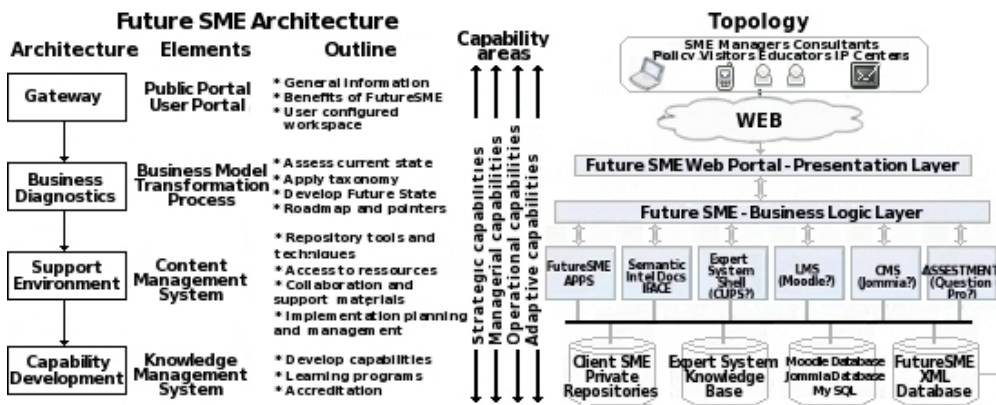 Future SME Architecture
Architecture
Elements
Outline
Gateway
Public Portal
User Portal
* General information
* Benefits of FutureSME
* User configured
workspace
Business
Diagnostics
Business Model
Transformation
Process
* Assess current state
* Apply taxonomy
* Develop Future State
* Roadmap and pointers
Support
Environment
Content
Management
System
* Repository tools and
techniques
* Access to ressources
* Collaboration and
support materials
* Implementation planning
and management
Capability
Development
Knowledge
Management
System
* Develop capabilities
* Learning programs
* Accreditation
Capability
areas
Strategic capabilities
Managerial capabilities
Operational capabilities
Adaptive capabilities
Topology
SME Managers Consultants
Policy Visitors Educators IP Centers
WEB
Future SME Web Portal - Presentation Layer
Future SME - Business Logic Layer
FutureSME
APPS
Semantic
Intel Docs
IFACE
Expert
System
Shell
(CUPS?)
LMS
(Moodle?)
CMS
(Jommia?)
ASSESTMENT
(Question
Pro?)
Client SME
Private
Repositories
Expert System
Knowledge
Base
Moodle Database
Jommia Database
My SQL
FutureSME
XML
Database